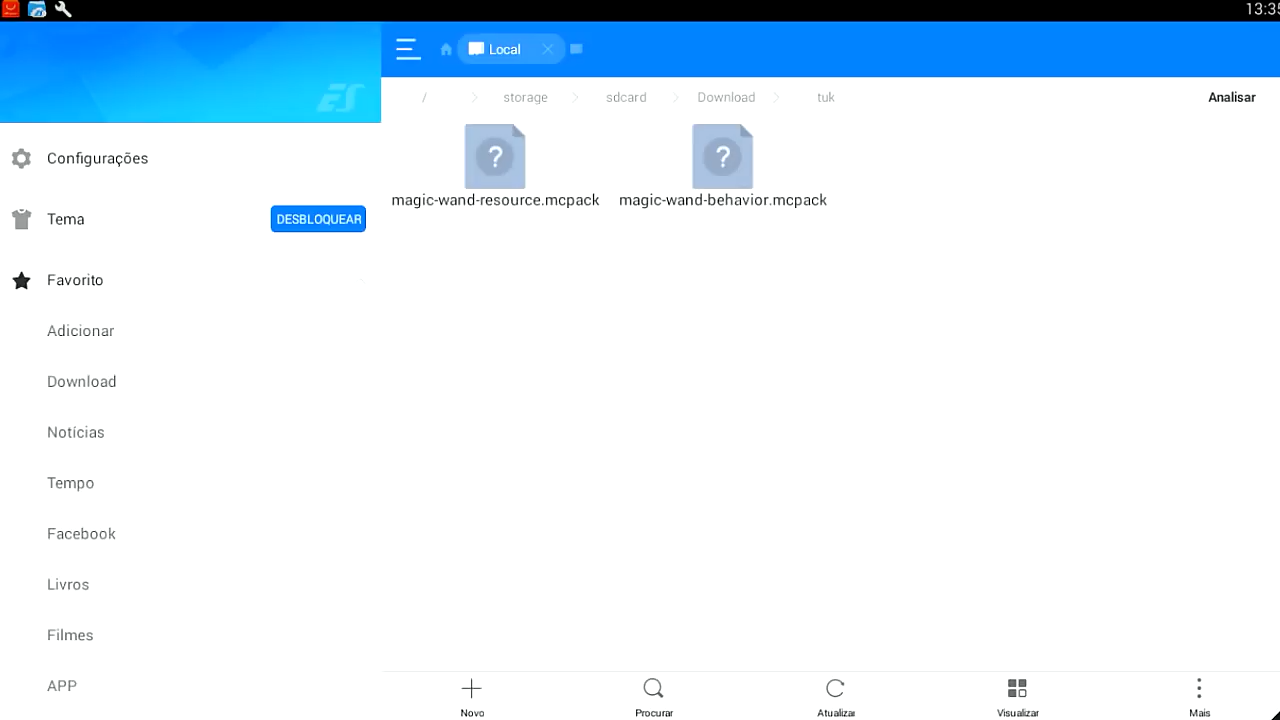 13:35
ES
Local
/ storage sdcard Download tuk
Analisar
Configurações
Tema
DESBLOQUEAR
Favorito
Adicionar
Download
Notícias
Tempo
Facebook
Livros
Filmes
APP
magic-wand-resource.mcpack
magic-wand-behavior.mcpack
Novo
Procurar
Atualizar
Visualizar
Mais